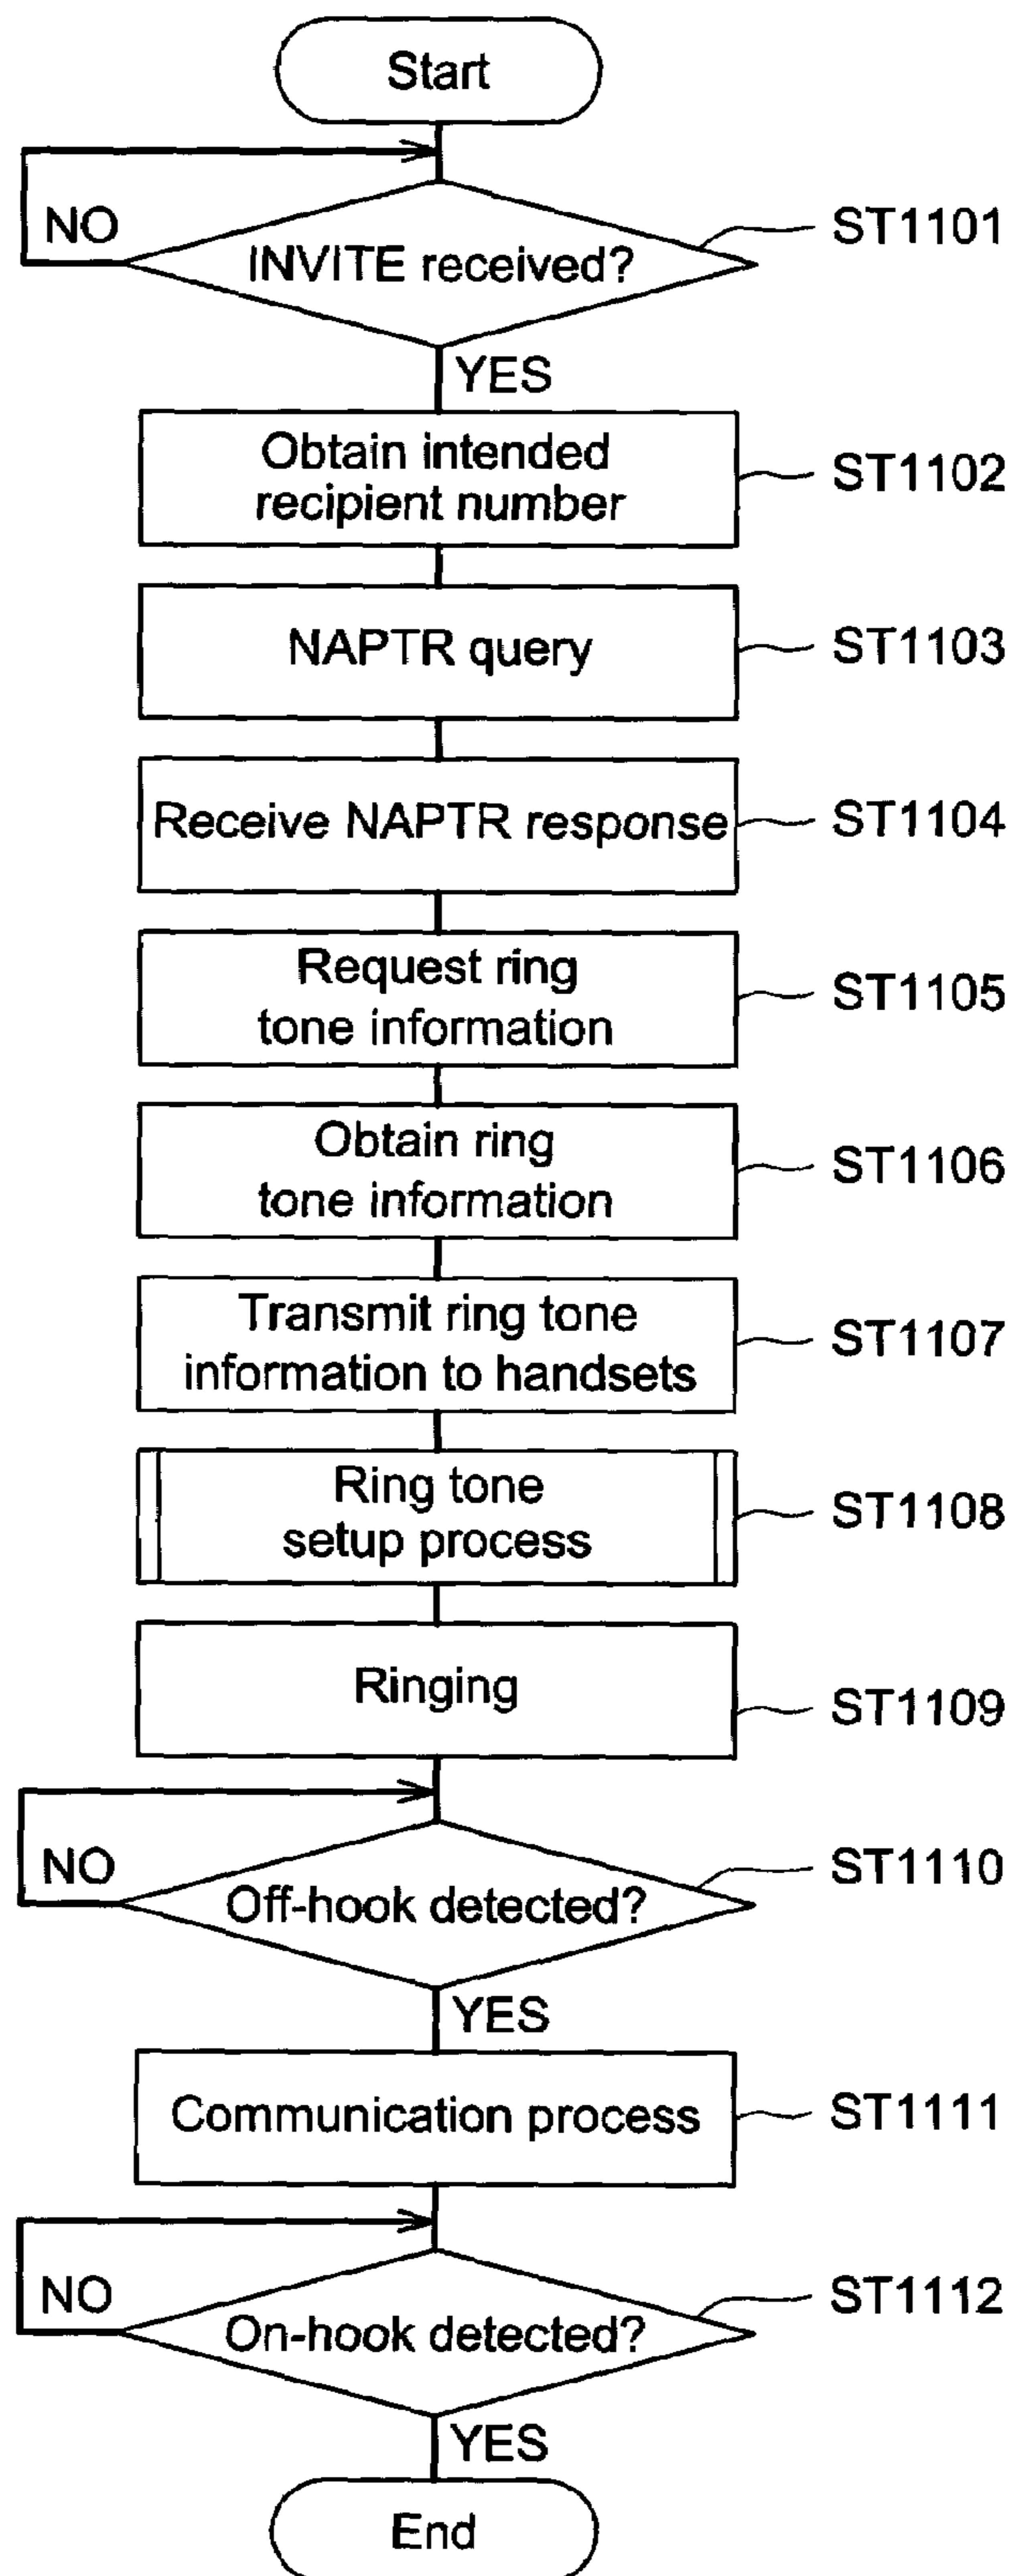 Start
NO
INVITE received?
ST1101
YES
Obtain intended
recipient number
ST1102
NAPTR query
ST1103
Receive NAPTR response
ST1104
Request ring
tone information
ST1105
Obtain ring
tone information
ST1106
Transmit ring tone
information to handsets
ST1107
Ring tone
setup process
ST1108
Ringing
ST1109
NO
Off-hook detected?
ST1110
YES
Communication process
ST1111
NO
On-hook detected?
ST1112
YES
End